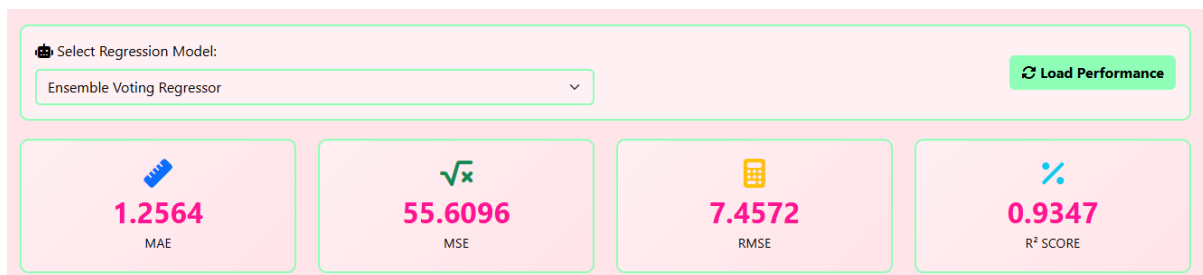 Select Regression Model:
Ensemble Voting Regressor
Load Performance
1.2564
MAE
55.6096
MSE
7.4572
RMSE
0.9347
R² SCORE